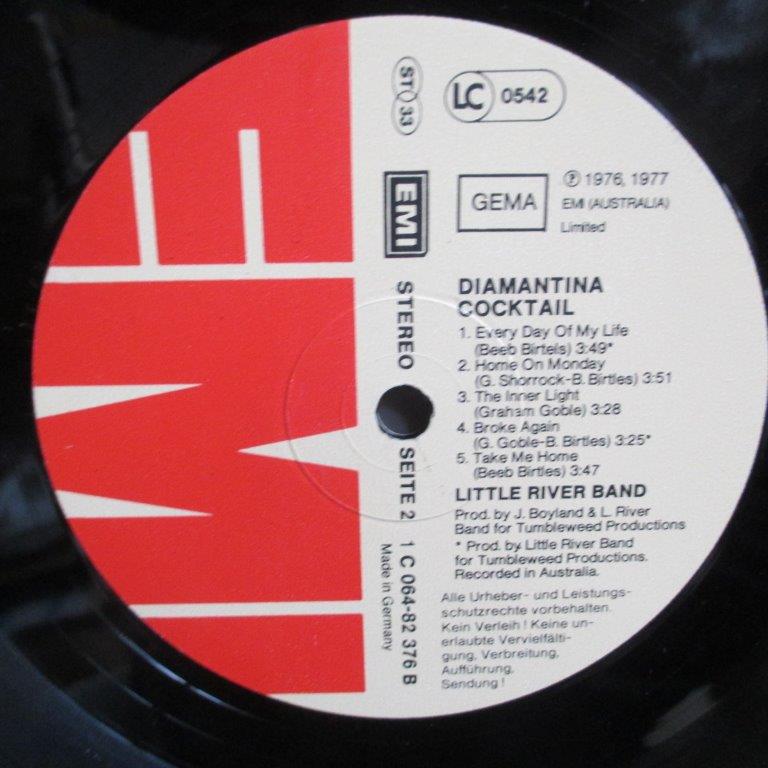 EMI
ST 33
LC 0542
EMI
GEMA
℗ 1976, 1977
EMI (AUSTRALIA)
Limited
STEREO
SEITE 2
1 C 064-82 376 B
Made in Germany
DIAMANTINA
COCKTAIL
1. Every Day Of My Life
(Beeb Birtels) 3:49*
2. Home On Monday
(G. Shorrock-B. Birtles) 3:51
3. The Inner Light
(Graham Goble) 3:28
4. Broke Again
(G. Goble-B. Birtles) 3:25*
5. Take Me Home
(Beeb Birtles) 3:47
LITTLE RIVER BAND
Prod. by J. Boyland & L. River
Band for Tumbleweed Productions
* Prod. by Little River Band
for Tumbleweed Productions.
Recorded in Australia.
Alle Urheber- und Leistungs-
schutzrechte vorbehalten.
Kein Verleih! Keine un-
erlaubte Vervielfälti-
gung, Verbreitung,
Aufführung,
Sendung!